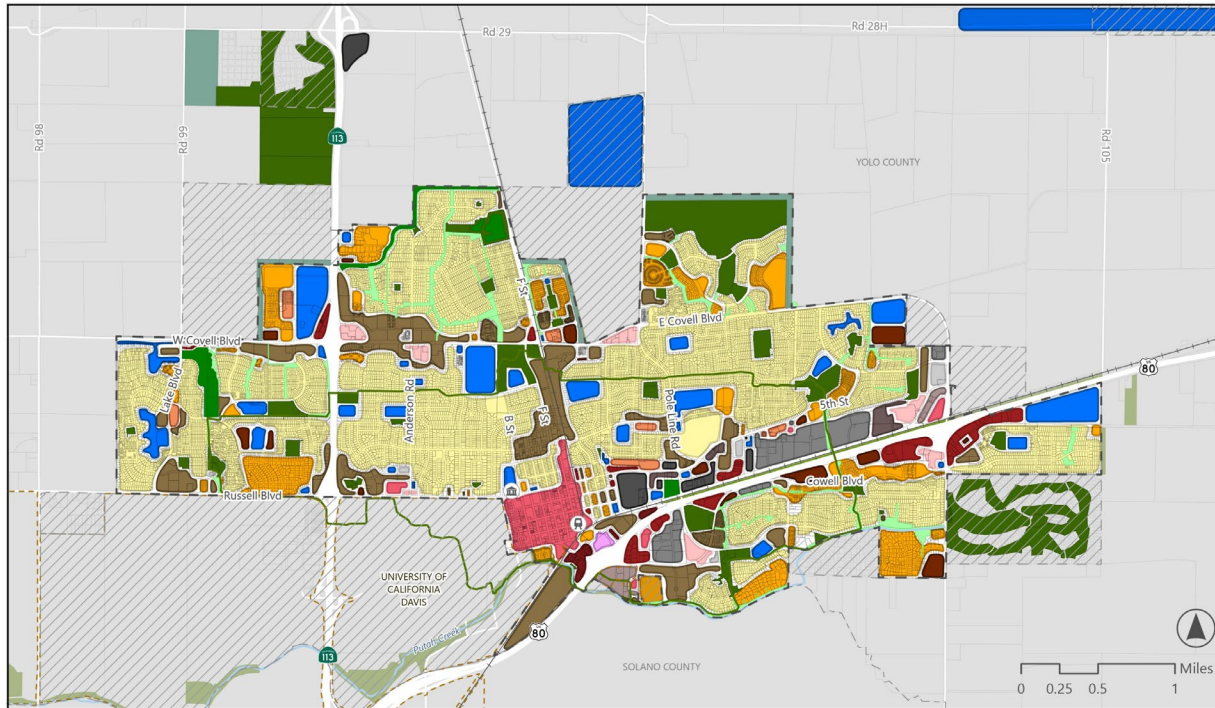 Rd 29
Rd 28H
Rd 98
Rd 99
113
Rd 105
YOLO COUNTY
F St
E Covell Blvd
W Covell Blvd
80
Lake Blvd
Anderson Rd
B St
F St
Pole Line Rd
5th St
Russell Blvd
Cowell Blvd
UNIVERSITY OF
CALIFORNIA
DAVIS
Putah Creek
80
113
SOLANO COUNTY
Miles
0 0.25 0.5 1